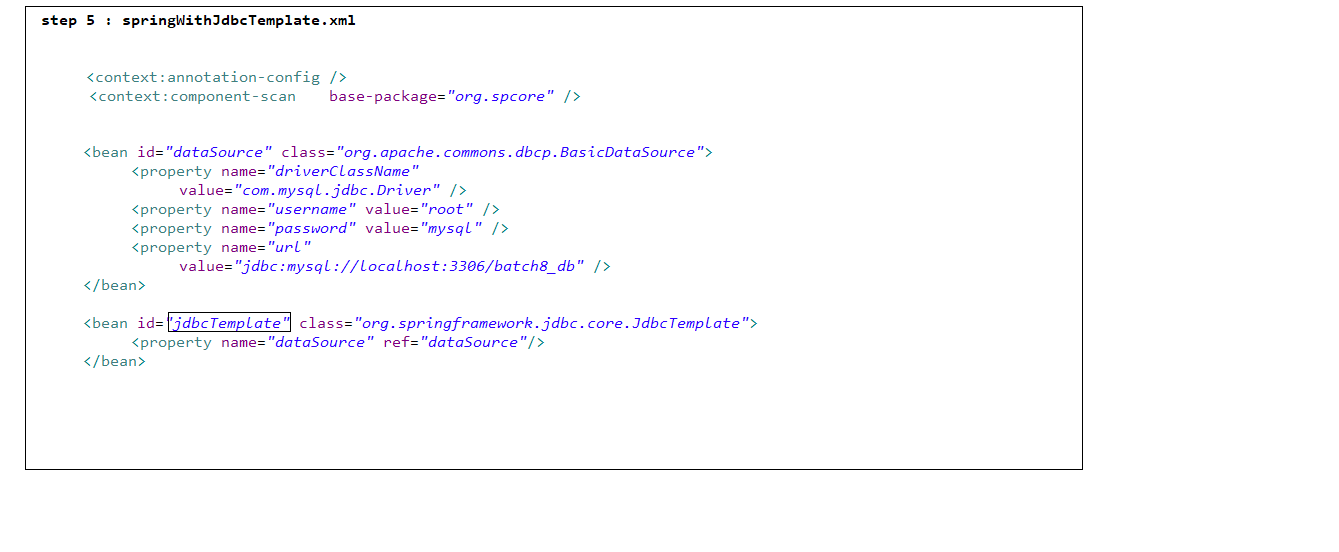 step 5 : springWithJdbcTemplate.xml
<context:annotation-config />
<context:component-scan    base-package="org.spcore" />
<bean id="dataSource" class="org.apache.commons.dbcp.BasicDataSource">
<property name="driverClassName"
value="com.mysql.jdbc.Driver" />
<property name="username" value="root" />
<property name="password" value="mysql" />
<property name="url"
value="jdbc:mysql://localhost:3306/batch8_db" />
</bean>
<bean id="jdbcTemplate" class="org.springframework.jdbc.core.JdbcTemplate">
<property name="dataSource" ref="dataSource"/>
</bean>